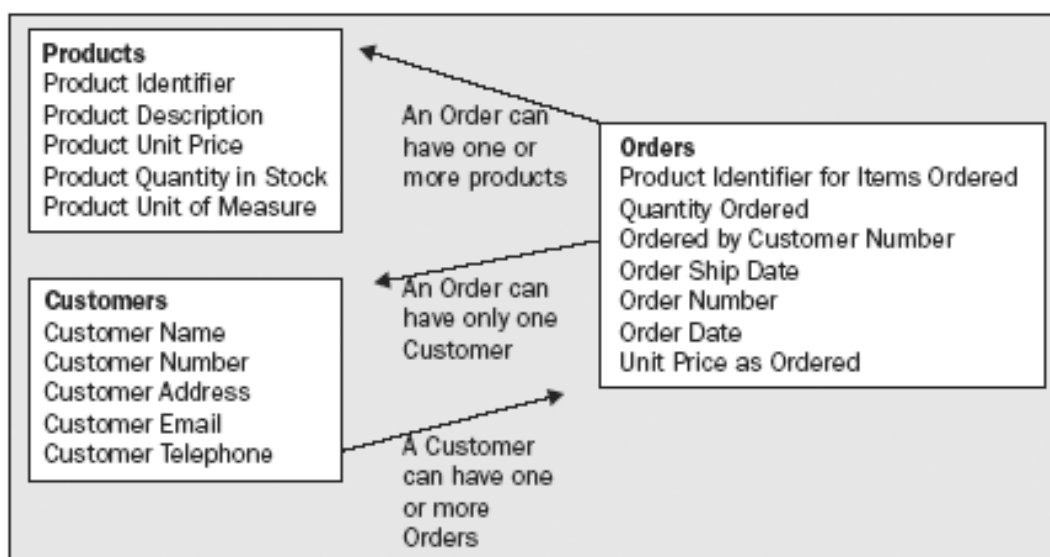 Products
Product Identifier
Product Description
Product Unit Price
Product Quantity in Stock
Product Unit of Measure
An Order can
have one or
more products
Orders
Product Identifier for Items Ordered
Quantity Ordered
Ordered by Customer Number
Order Ship Date
Order Number
Order Date
Unit Price as Ordered
An Order can
have only one
Customer
Customers
Customer Name
Customer Number
Customer Address
Customer Email
Customer Telephone
A Customer
can have one
or more
Orders